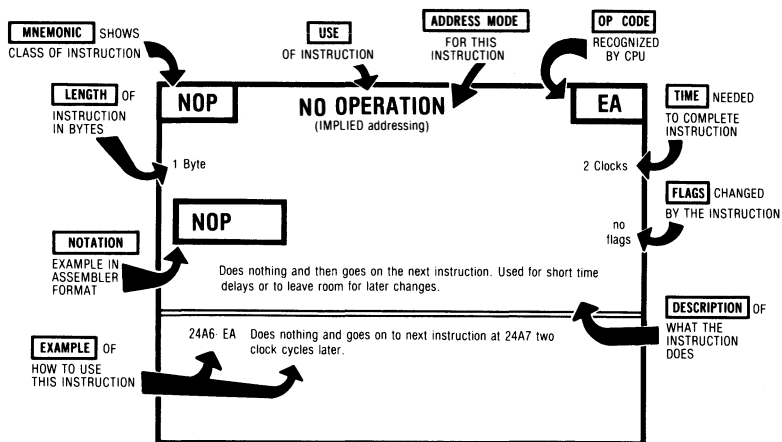 MNEMONIC SHOWS
CLASS OF INSTRUCTION
USE
OF INSTRUCTION
ADDRESS MODE
FOR THIS
INSTRUCTION
OP CODE
RECOGNIZED
BY CPU
LENGTH OF
INSTRUCTION
IN BYTES
NOP
NO OPERATION
(IMPLIED addressing)
EA
TIME NEEDED
TO COMPLETE
INSTRUCTION
1 Byte
2 Clocks
FLAGS CHANGED
BY THE INSTRUCTION
NOP
no
flags
NOTATION
EXAMPLE IN
ASSEMBLER
FORMAT
Does nothing and then goes on the next instruction. Used for short time
delays or to leave room for later changes.
DESCRIPTION OF
WHAT THE
INSTRUCTION
DOES
24A6- EA Does nothing and goes on to next instruction at 24A7 two
clock cycles later.
EXAMPLE OF
HOW TO USE
THIS INSTRUCTION